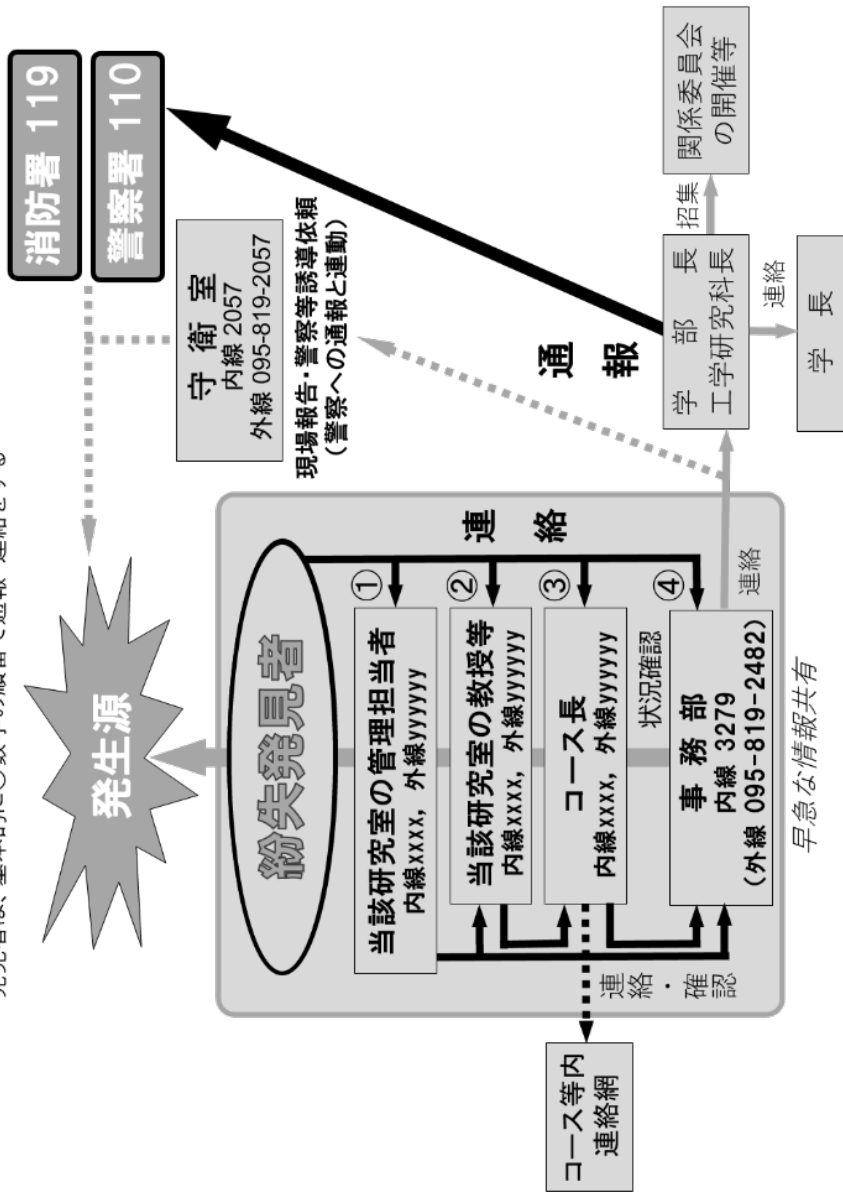 発生源
消防署 119
警察署 110
守衛室
内線 2057
外線 095-819-2057
現場報告・警察等誘導依頼
(警察への通報と連動)
紛失発見者
連絡
①
当該研究室の管理担当者
内線xxxx, 外線yyyyyy
②
当該研究室の教授等
内線xxxx, 外線yyyyyy
③
コース長
内線xxxx, 外線yyyyyyy
状況確認
④
事務部
内線 3279
(外線 095-819-2482)
連絡
・
確認
コース等内
連絡網
早急な情報共有
連絡
通報
学部長
工学研究科長
招集
関係委員会
の開催等
連絡
学長